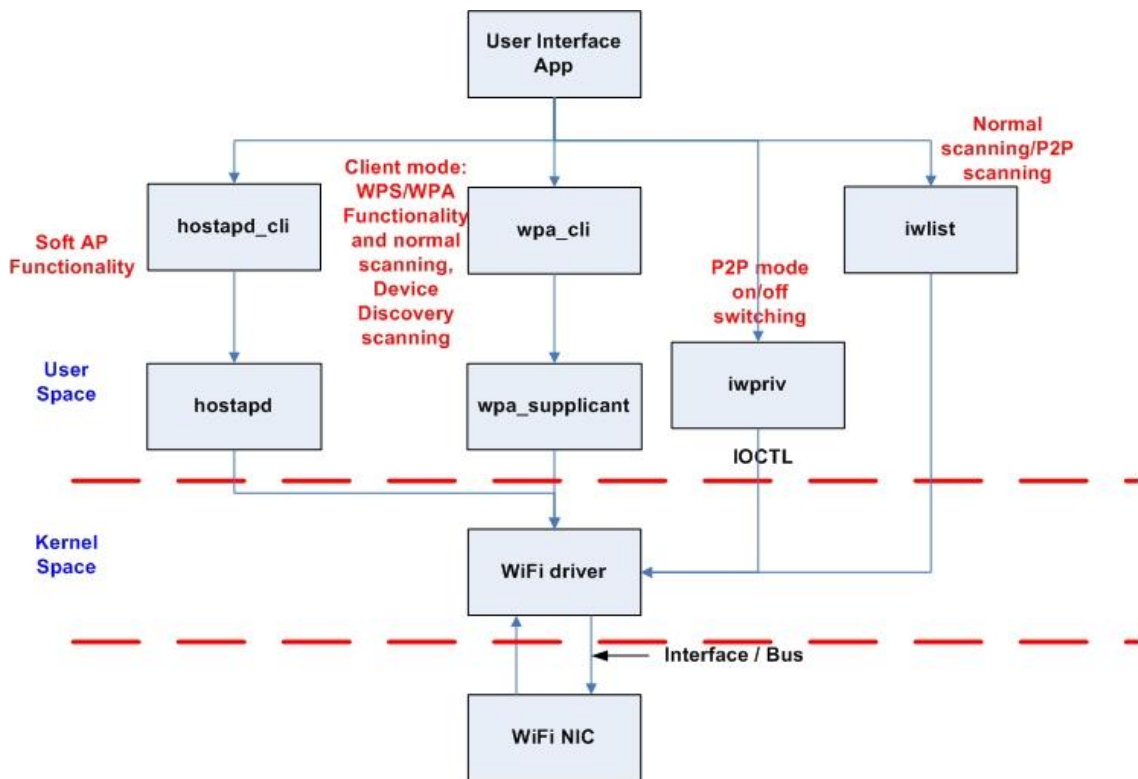 User Interface
App
Normal
scanning/P2P
scanning
Client mode:
WPS/WPA
Functionality
and normal
scanning,
Device
Discovery
scanning
hostapd_cli
wpa_cli
iwlist
Soft AP
Functionality
P2P mode
on/off
switching
User
Space
hostapd
wpa_supplicant
iwpriv
IOCTL
Kernel
Space
WiFi driver
Interface / Bus
WiFi NIC